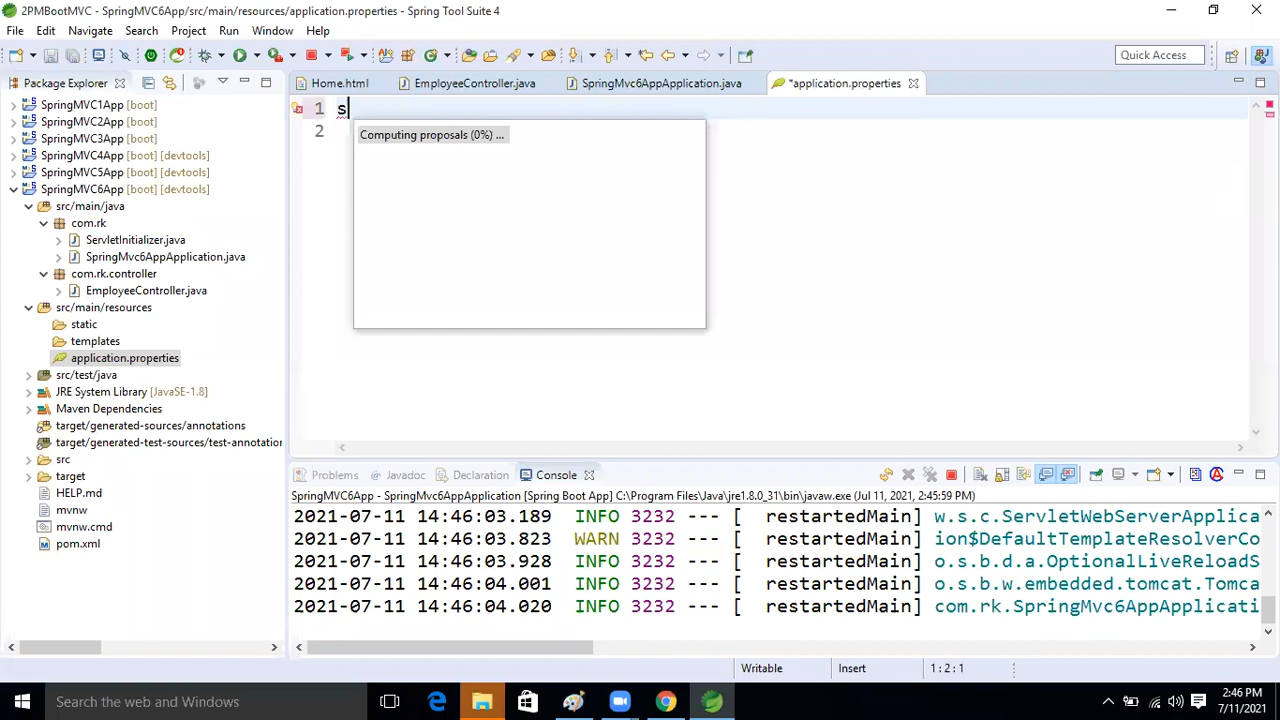 2PMBootMVC - SpringMVC6App/src/main/resources/application.properties - Spring Tool Suite 4
File Edit Navigate Search Project Run Window Help
Quick Access
Package Explorer
Home.html EmployeeController.java SpringMvc6AppApplication.java *application.properties
SpringMVC1App [boot]
SpringMVC2App [boot]
SpringMVC3App [boot]
SpringMVC4App [boot] [devtools]
SpringMVC5App [boot] [devtools]
SpringMVC6App [boot] [devtools]
src/main/java
com.rk
ServletInitializer.java
SpringMvc6AppApplication.java
com.rk.controller
EmployeeController.java
src/main/resources
static
templates
application.properties
src/test/java
JRE System Library [JavaSE-1.8]
Maven Dependencies
target/generated-sources/annotations
target/generated-test-sources/test-annotation
src
target
HELP.md
mvnw
mvnw.cmd
pom.xml
1 s
2
Computing proposals (0%) ...
Problems Javadoc Declaration Console
SpringMVC6App - SpringMvc6AppApplication [Spring Boot App] C:\Program Files\Java\jre1.8.0_31\bin\javaw.exe (Jul 11, 2021, 2:45:59 PM)
2021-07-11 14:46:03.189 INFO 3232 --- [ restartedMain] w.s.c.ServletWebServerApplica
2021-07-11 14:46:03.823 WARN 3232 --- [ restartedMain] ion$DefaultTemplateResolverCo
2021-07-11 14:46:03.928 INFO 3232 --- [ restartedMain] o.s.b.d.a.OptionalLiveReloadS
2021-07-11 14:46:04.001 INFO 3232 --- [ restartedMain] o.s.b.w.embedded.tomcat.Tomca
2021-07-11 14:46:04.020 INFO 3232 --- [ restartedMain] com.rk.SpringMvc6AppApplicati
Writable Insert 1 : 2 : 1
Search the web and Windows
2:46 PM
7/11/2021